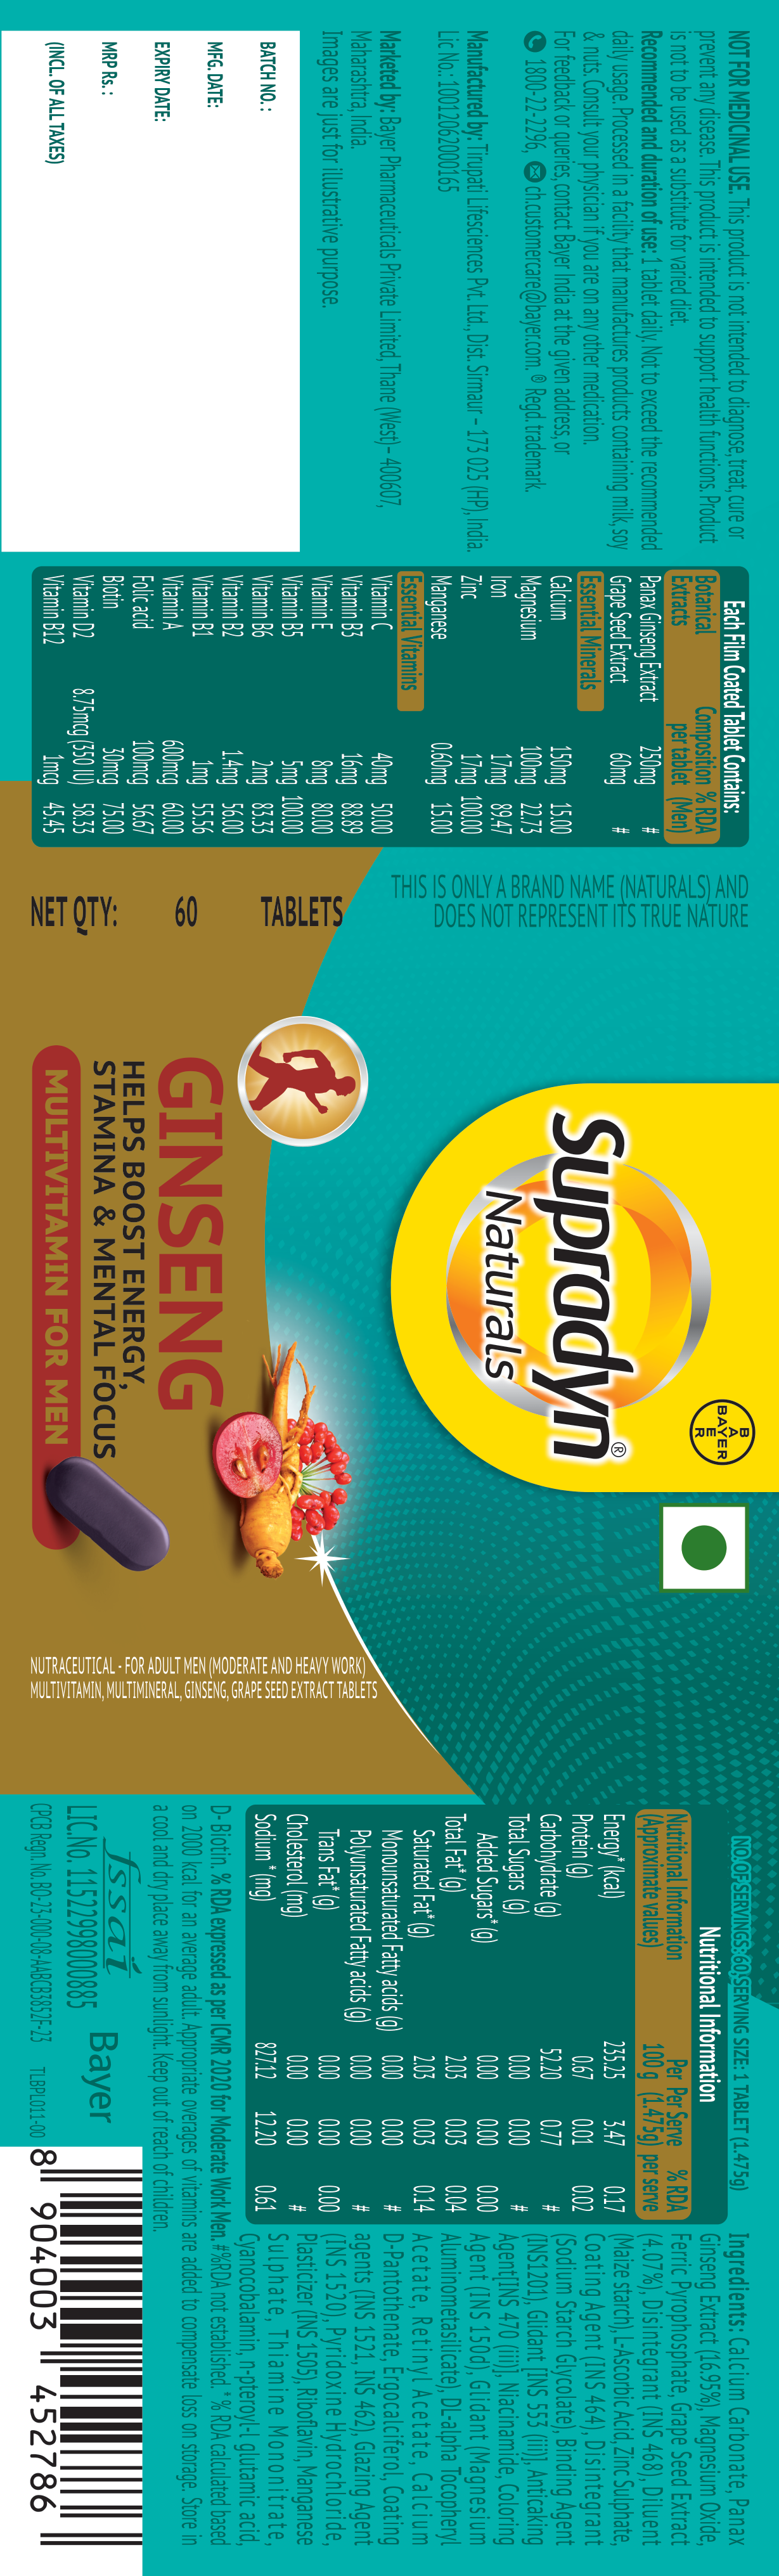 NOT FOR MEDICINAL USE. This product is not intended to diagnose, treat, cure or
prevent any disease. This product is intended to support health functions. Product
is not to be used as a substitute for varied diet.
Recommended and duration of use: 1 tablet daily. Not to exceed the recommended
daily usage. Processed in a facility that manufactures products containing milk, soy
& nuts. Consult your physician if you are on any other medication.
For feedback or queries, contact Bayer India at the given address, or
1800-22-2296, ch.customercare@bayer.com. ® Regd. trademark.
Manufactured by: Tirupati Lifesciences Pvt. Ltd., Dist. Sirmaur – 173 025 (HP), India.
Lic No.: 10012062000165
Marketed by: Bayer Pharmaceuticals Private Limited, Thane (West) – 400607,
Maharashtra, India.
Images are just for illustrative purpose.
BATCH NO. :
MFG. DATE:
EXPIRY DATE:
MRP Rs. :
(INCL. OF ALL TAXES)
Each Film Coated Tablet Contains:
Botanical Composition % RDA
Extracts per tablet (Men)
Panax Ginseng Extract 250mg #
Grape Seed Extract 60mg #
Essential Minerals
Calcium 150mg 15.00
Magnesium 100mg 22.73
Iron 17mg 89.47
Zinc 17mg 100.00
Manganese 0.60mg 15.00
Essential Vitamins
Vitamin C 40mg 50.00
Vitamin B3 16mg 88.89
Vitamin E 8mg 80.00
Vitamin B5 5mg 100.00
Vitamin B6 2mg 83.33
Vitamin B2 1.4mg 56.00
Vitamin B1 1mg 55.56
Vitamin A 600mcg 60.00
Folic acid 100mcg 56.67
Biotin 30mcg 75.00
Vitamin D2 8.75mcg (350 IU) 58.33
Vitamin B12 1mcg 45.45
THIS IS ONLY A BRAND NAME (NATURALS) AND
DOES NOT REPRESENT ITS TRUE NATURE
NET QTY: 60 TABLETS
BAYER
BAYER
Supradyn®
Naturals
GINSENG
HELPS BOOST ENERGY,
STAMINA & MENTAL FOCUS
MULTIVITAMIN FOR MEN
NUTRACEUTICAL - FOR ADULT MEN (MODERATE AND HEAVY WORK)
MULTIVITAMIN, MULTIMINERAL, GINSENG, GRAPE SEED EXTRACT TABLETS
NO. OF SERVINGS: 60 SERVING SIZE: 1 TABLET (1.475g)
Nutritional Information
Nutritional Information Per Per Serve % RDA
(Approximate values) 100 g (1.475g) per serve
Energy* (kcal) 235.25 3.47 0.17
Protein (g) 0.67 0.01 0.02
Carbohydrate (g) 52.20 0.77 #
Total Sugars (g) 0.00 0.00 #
Added Sugars* (g) 0.00 0.00 0.00
Total Fat* (g) 2.03 0.03 0.04
Saturated Fat* (g) 2.03 0.03 0.14
Monounsaturated Fatty acids (g) 0.00 0.00 #
Polyunsaturated Fatty acids (g) 0.00 0.00 #
Trans Fat* (g) 0.00 0.00 0.00
Cholesterol (mg) 0.00 0.00 #
Sodium * (mg) 827.12 12.20 0.61
Ingredients: Calcium Carbonate, Panax
Ginseng Extract (16.95%), Magnesium Oxide,
Ferric Pyrophosphate, Grape Seed Extract
(4.07%), Disintegrant (INS 468), Diluent
(Maize starch), L-Ascorbic Acid, Zinc Sulphate,
Coating Agent (INS 464), Disintegrant
(Sodium Starch Glycolate), Binding Agent
(INS1201), Glidant [INS 553 (iii)], Anticaking
Agent[INS 470 (iii)], Niacinamide, Coloring
Agent (INS 150d), Glidant (Magnesium
Aluminometasilicate), DL-alpha Tocopheryl
Acetate, Retinyl Acetate, Calcium
D-Pantothenate, Ergocalciferol, Coating
agents (INS 1521, INS 462), Glazing Agent
(INS 1520), Pyridoxine Hydrochloride,
Plasticizer (INS 1505), Riboflavin, Manganese
Sulphate, Thiamine Mononitrate,
Cyanocobalamin, n-pteroyl-l glutamic acid,
D- Biotin. % RDA expressed as per ICMR 2020 for Moderate Work Men. #%RDA not established. *% RDA calculated based
on 2000 kcal for an average adult. Appropriate overages of vitamins are added to compensate loss on storage. Store in
a cool and dry place away from sunlight. Keep out of reach of children.
fssai
LIC.No. 11522998000885
Bayer
CPCB Regn. No. BO-23-000-08-AABCB3852F-23 TLBPL011-00
8 904003 452786